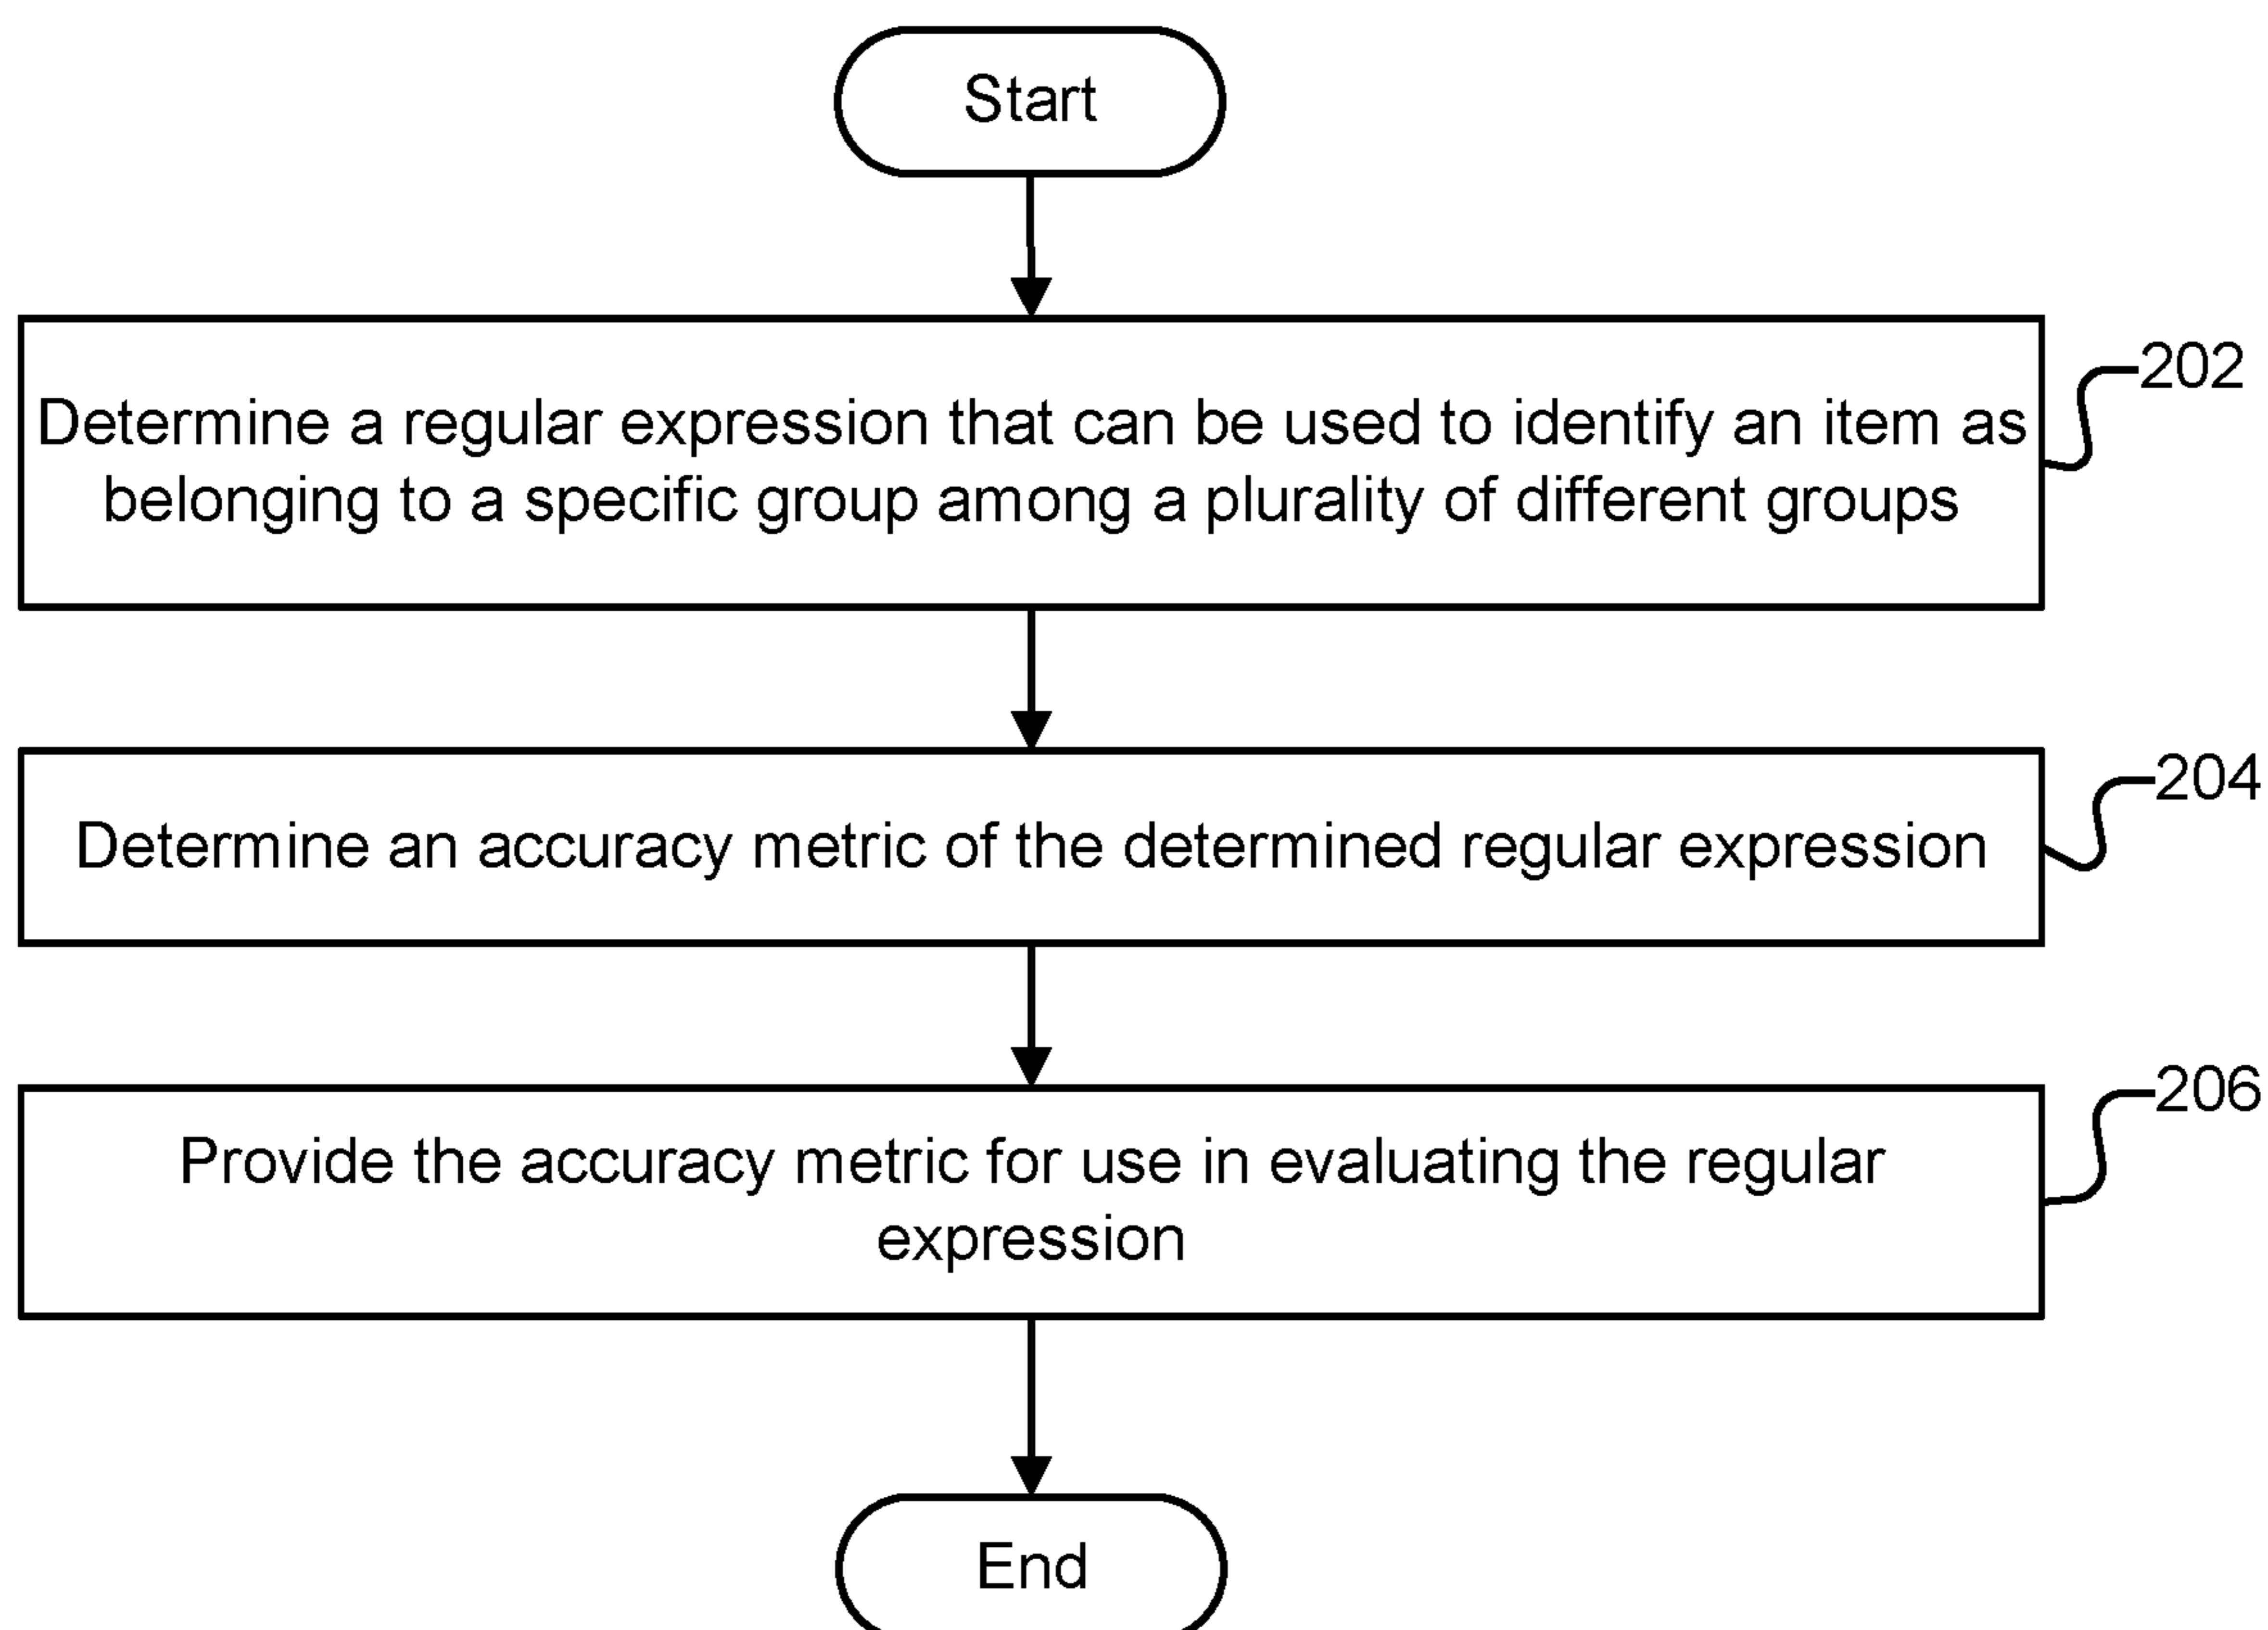 Start
202
Determine a regular expression that can be used to identify an item as
belonging to a specific group among a plurality of different groups
204
Determine an accuracy metric of the determined regular expression
206
Provide the accuracy metric for use in evaluating the regular
expression
End